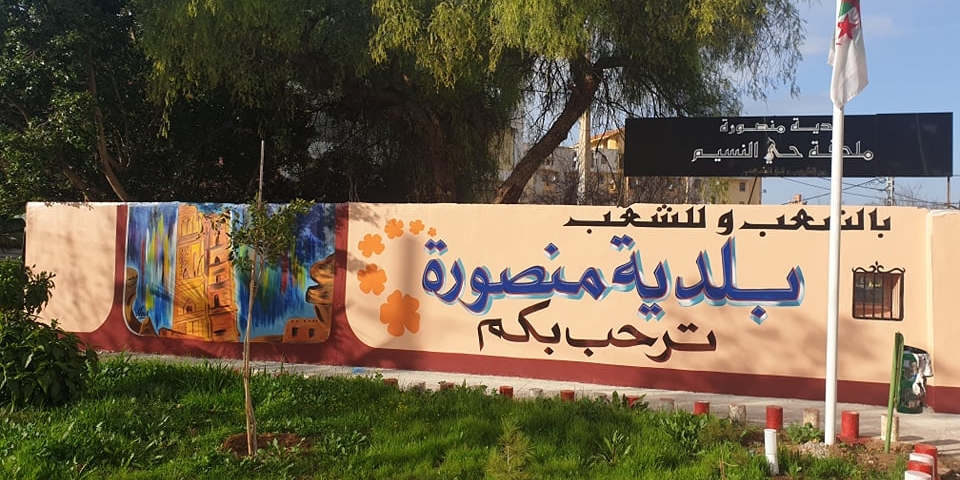 بلدية منصورة
ملحقة حي النسيم
بالشعب و للشعب
بلدية منصورة
ترحب بكم